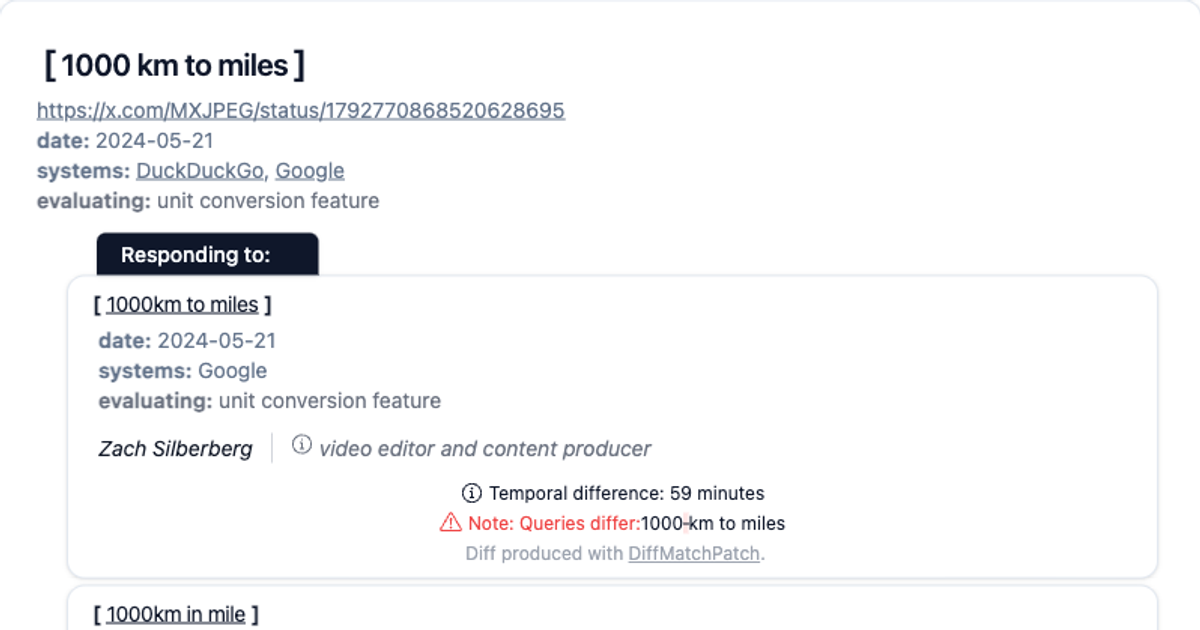 [ 1000 km to miles ]
https://x.com/MXJPEG/status/1792770868520628695
date: 2024-05-21
systems: DuckDuckGo, Google
evaluating: unit conversion feature
Responding to:
[ 1000km to miles ]
date: 2024-05-21
systems: Google
evaluating: unit conversion feature
Zach Silberberg | video editor and content producer
Temporal difference: 59 minutes
Note: Queries differ:1000-km to miles
Diff produced with DiffMatchPatch.
[ 1000km in mile ]